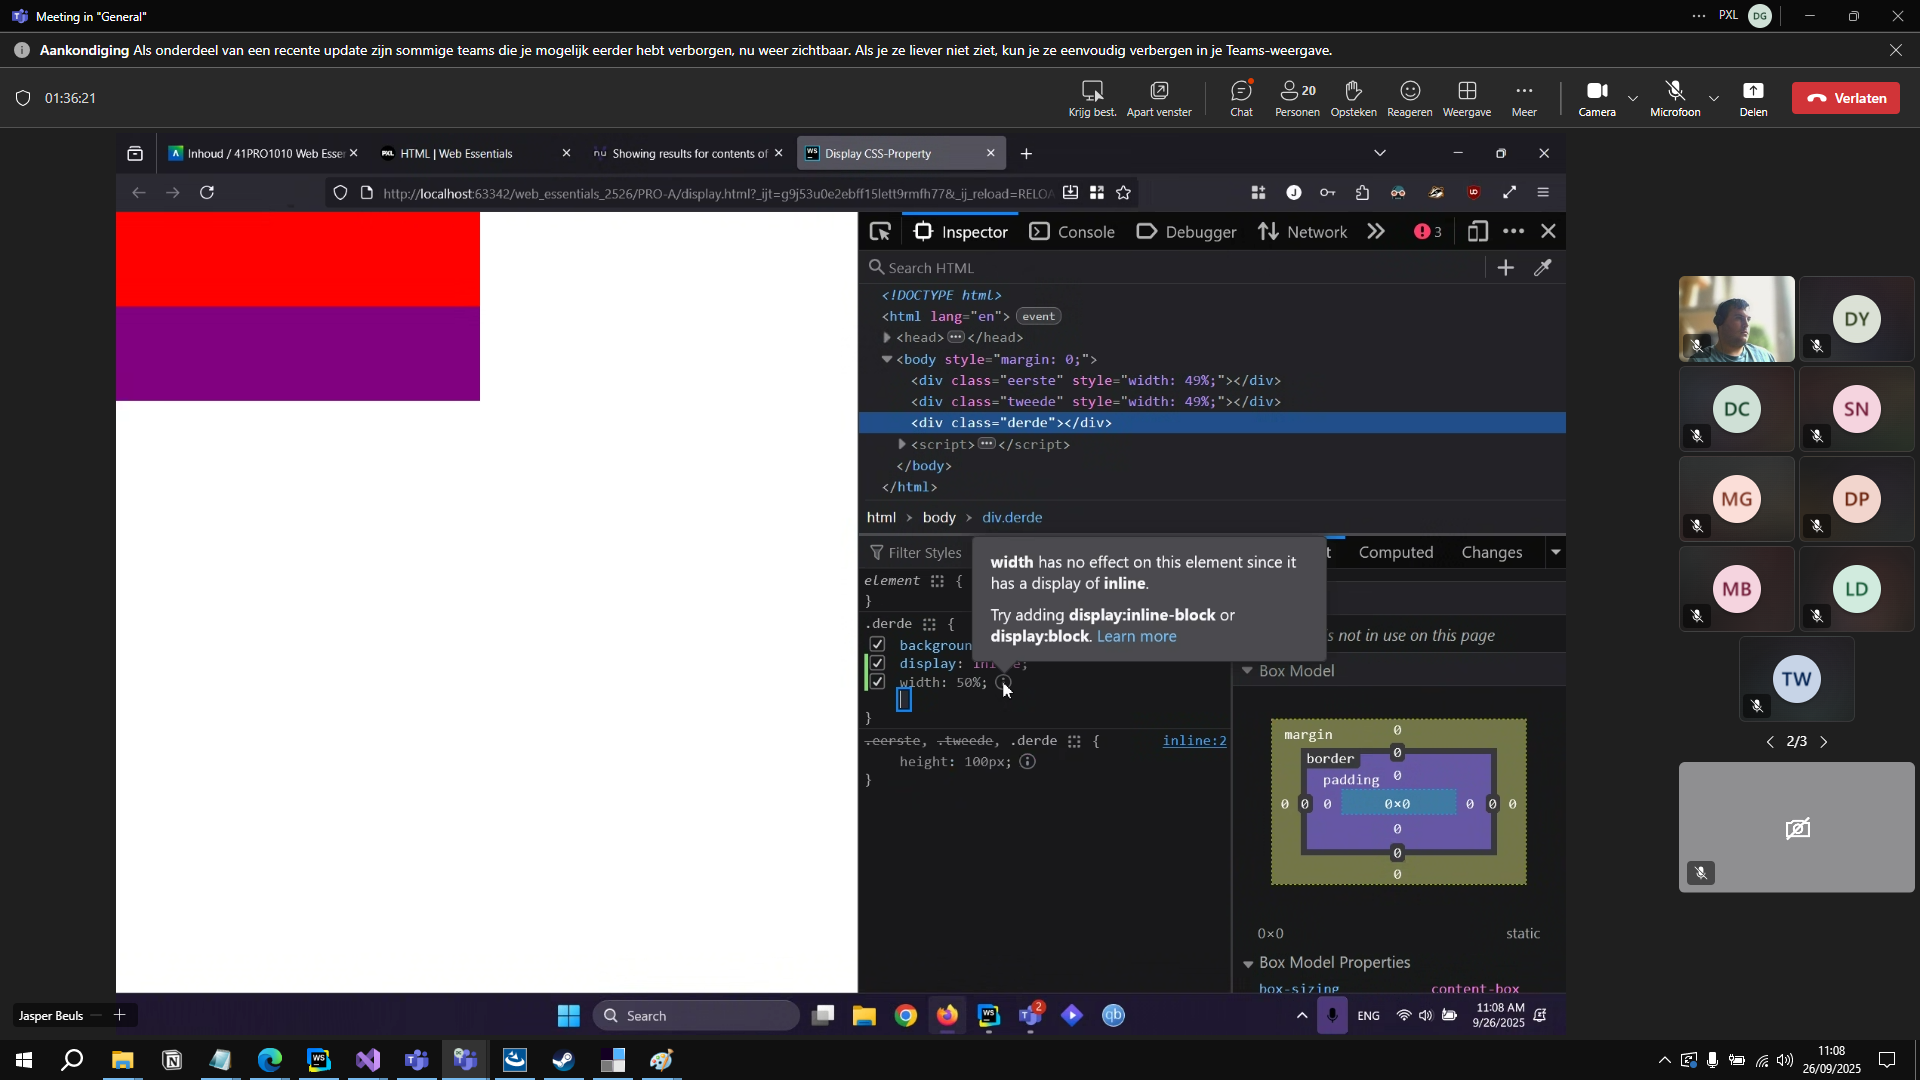 Meeting in "General"
PXL DG
Aankondiging Als onderdeel van een recente update zijn sommige teams die je mogelijk eerder hebt verborgen, nu weer zichtbaar. Als je ze liever niet ziet, kun je ze eenvoudig verbergen in je Teams-weergave.
01:36:21
20
Krijg best. Apart venster Chat Personen Opsteken Reageren Weergave Meer Camera Microfoon Delen Verlaten
Inhoud / 41PRO1010 Web Esser
PXL HTML | Web Essentials
nu Showing results for contents of
WS Display CSS-Property
http://localhost:63342/web_essentials_2526/PRO-A/display.html?_ijt=g9j53u0e2ebff15lett9rmfh77&_ij_reload=RELOA
J
Inspector Console Debugger Network 3
Search HTML
<!DOCTYPE html>
<html lang="en"> event
<head> </head>
<body style="margin: 0;">
<div class="eerste" style="width: 49%;"></div>
<div class="tweede" style="width: 49%;"></div>
<div class="derde"></div>
<script> </script>
</body>
</html>
html > body > div.derde
Filter Styles
Computed Changes
width has no effect on this element since it
has a display of inline.
Try adding display:inline-block or
display:block. Learn more
element {
}
.derde {
display:
width: 50%;
}
s not in use on this page
.eerste, .tweede, .derde { inline:2
height: 100px;
}
Box Model
margin 0
border 0
padding 0
0 0 0 0×0 0 0 0
0
0
0
0×0 static
Box Model Properties
box-sizing content-box
DY
DC SN
MG DP
MB LD
TW
2/3
Jasper Beuls
Search
WS 2 qb
ENG 11:08 AM
9/26/2025
WS
11:08
26/09/2025